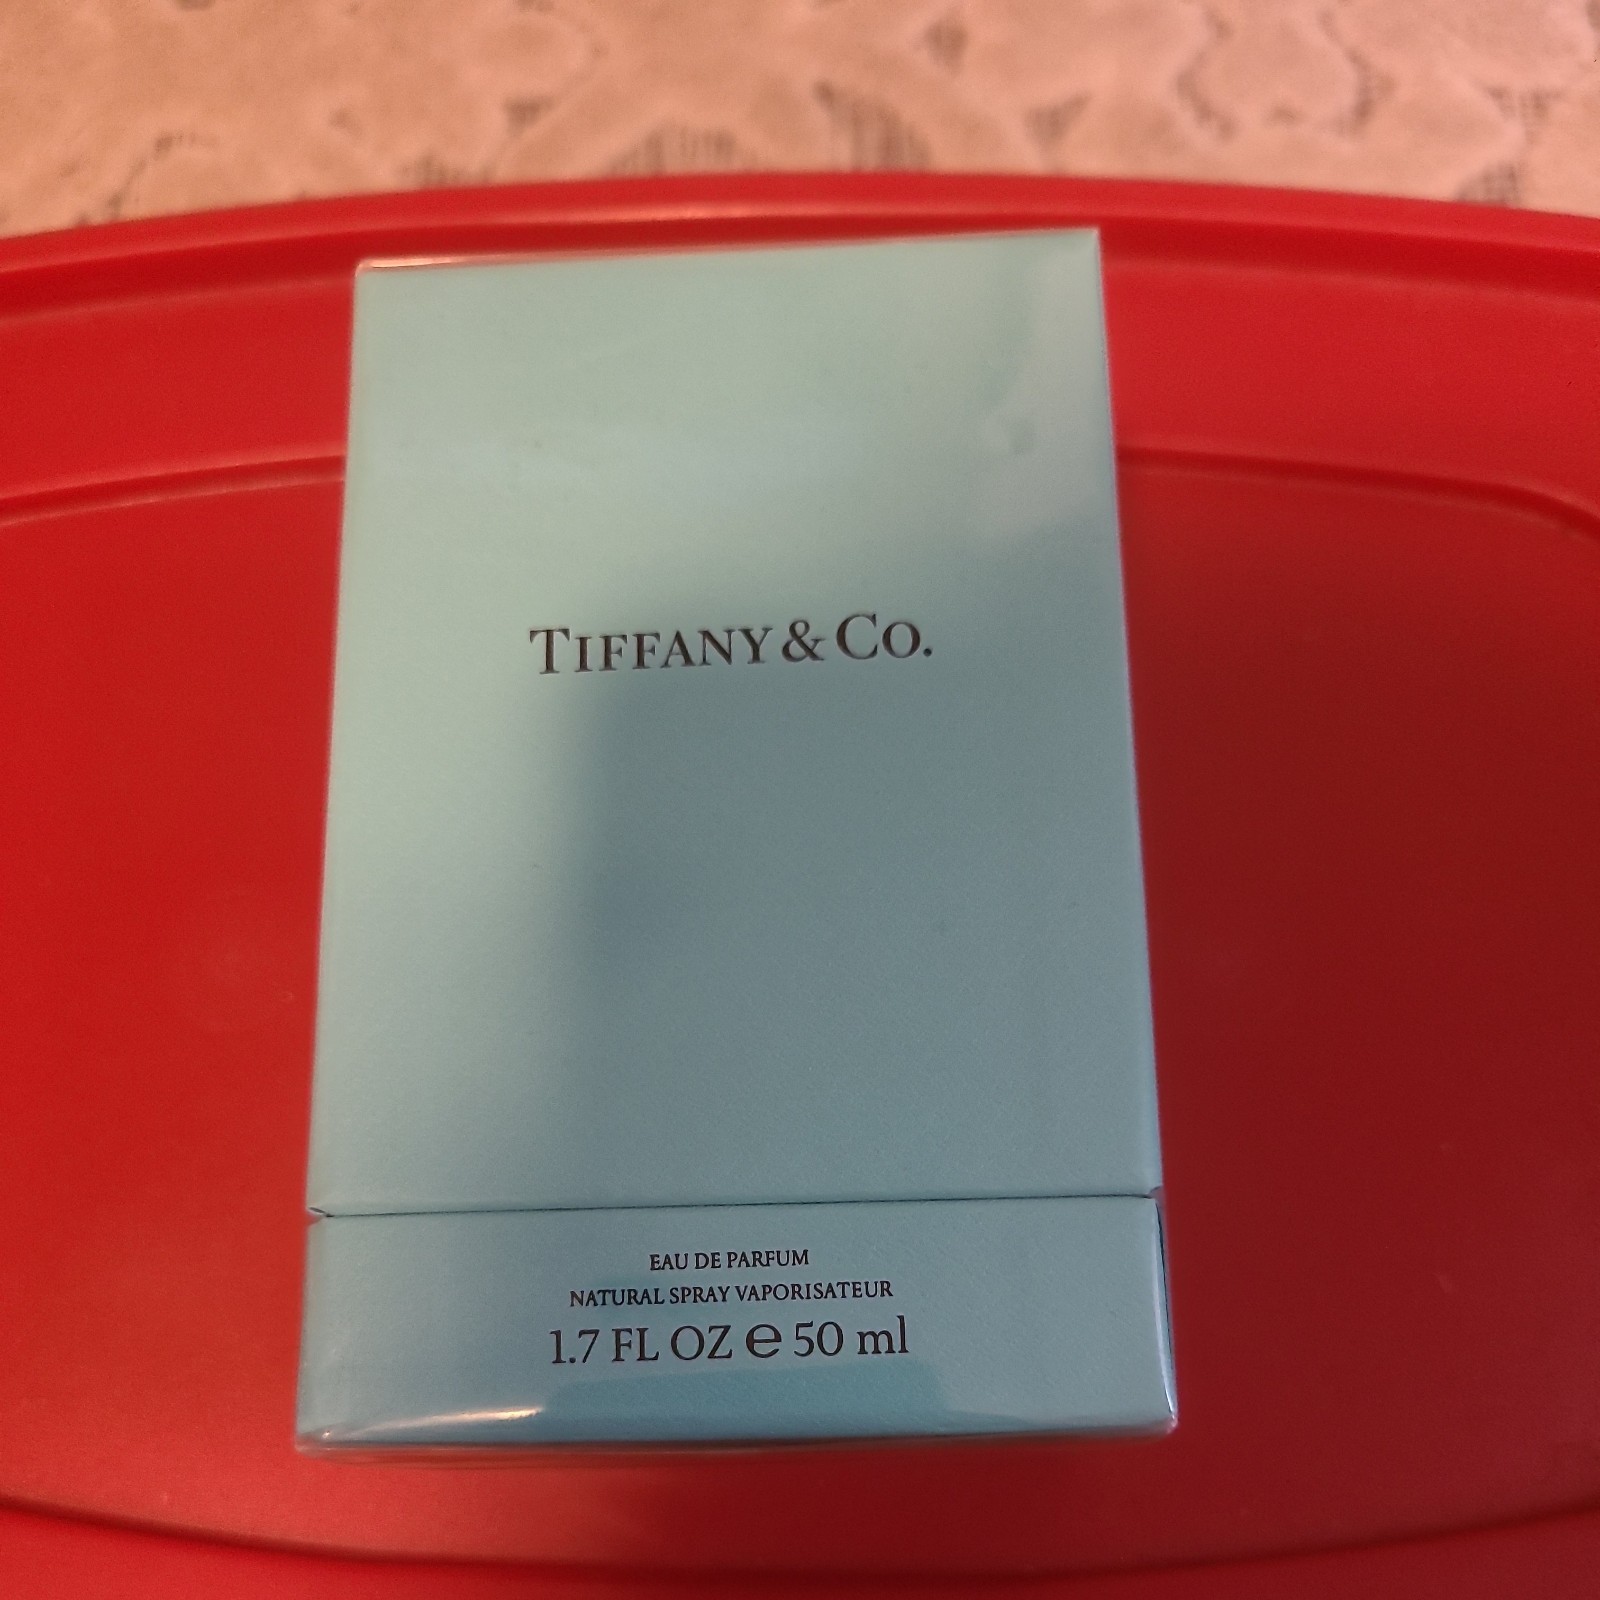 TIFFANY & CO.
EAU DE PARFUM
NATURAL SPRAY VAPORISATEUR
1.7 FL OZ ℮ 50 ml